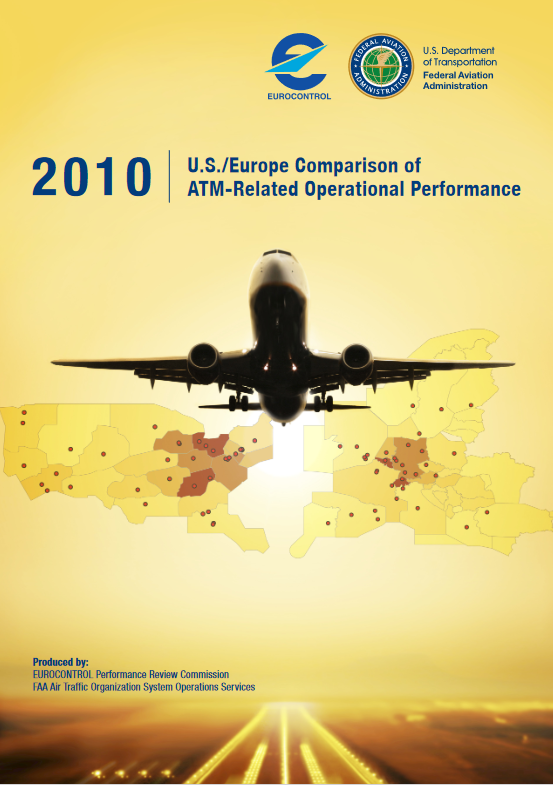 EUROCONTROL
FEDERAL AVIATION
ADMINISTRATION
U.S. Department
of Transportation
Federal Aviation
Administration
2010
U.S./Europe Comparison of
ATM-Related Operational Performance
Produced by:
EUROCONTROL Performance Review Commission
FAA Air Traffic Organization System Operations Services